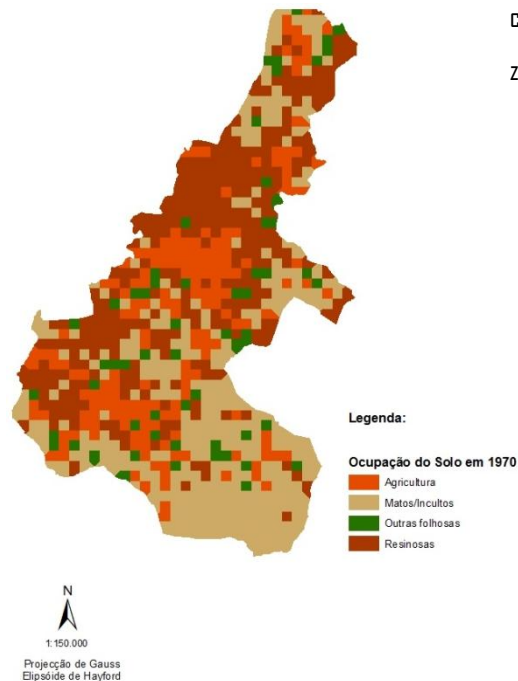 Legenda:
Ocupação do Solo em 1970
Agricultura
Matos/Incultos
Outras folhosas
Resinosas
N
1:150.000
Projecção de Gauss
Elipsóide de Hayford